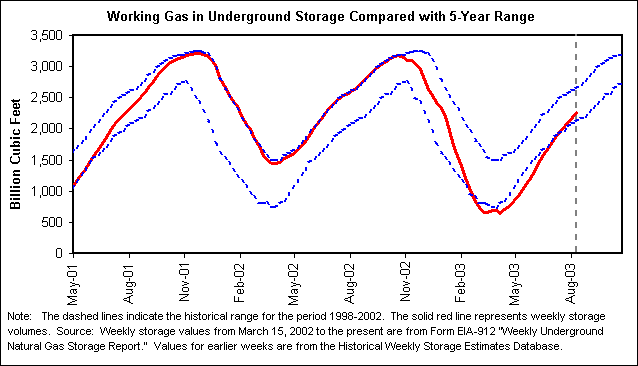 Working Gas in Underground Storage Compared with 5-Year Range
Billion Cubic Feet
3,500
3,000
2,500
2,000
1,500
1,000
500
0
May-01
Aug-01
Nov-01
Feb-02
May-02
Aug-02
Nov-02
Feb-03
May-03
Aug-03
Note: The dashed lines indicate the historical range for the period 1998-2002. The solid red line represents weekly storage
volumes. Source: Weekly storage values from March 15, 2002 to the present are from Form EIA-912 "Weekly Underground
Natural Gas Storage Report." Values for earlier weeks are from the Historical Weekly Storage Estimates Database.